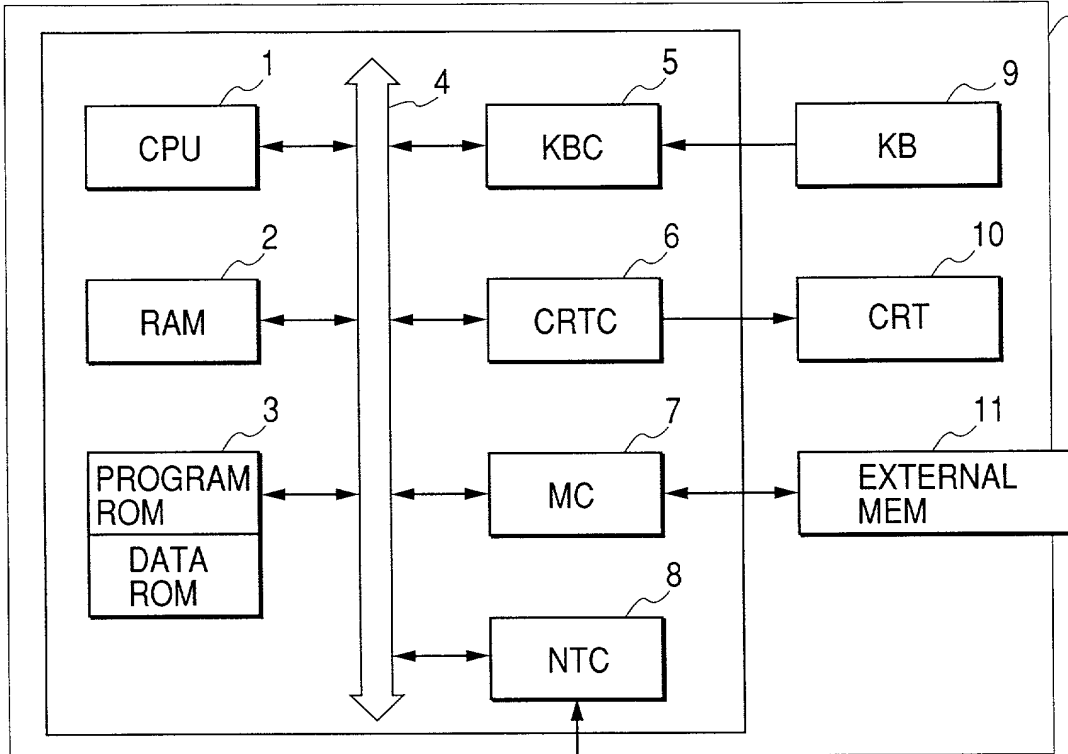 1
CPU
4
5
KBC
9
KB
2
RAM
6
CRTC
10
CRT
3
PROGRAM
ROM
DATA
ROM
7
MC
11
EXTERNAL
MEM
8
NTC